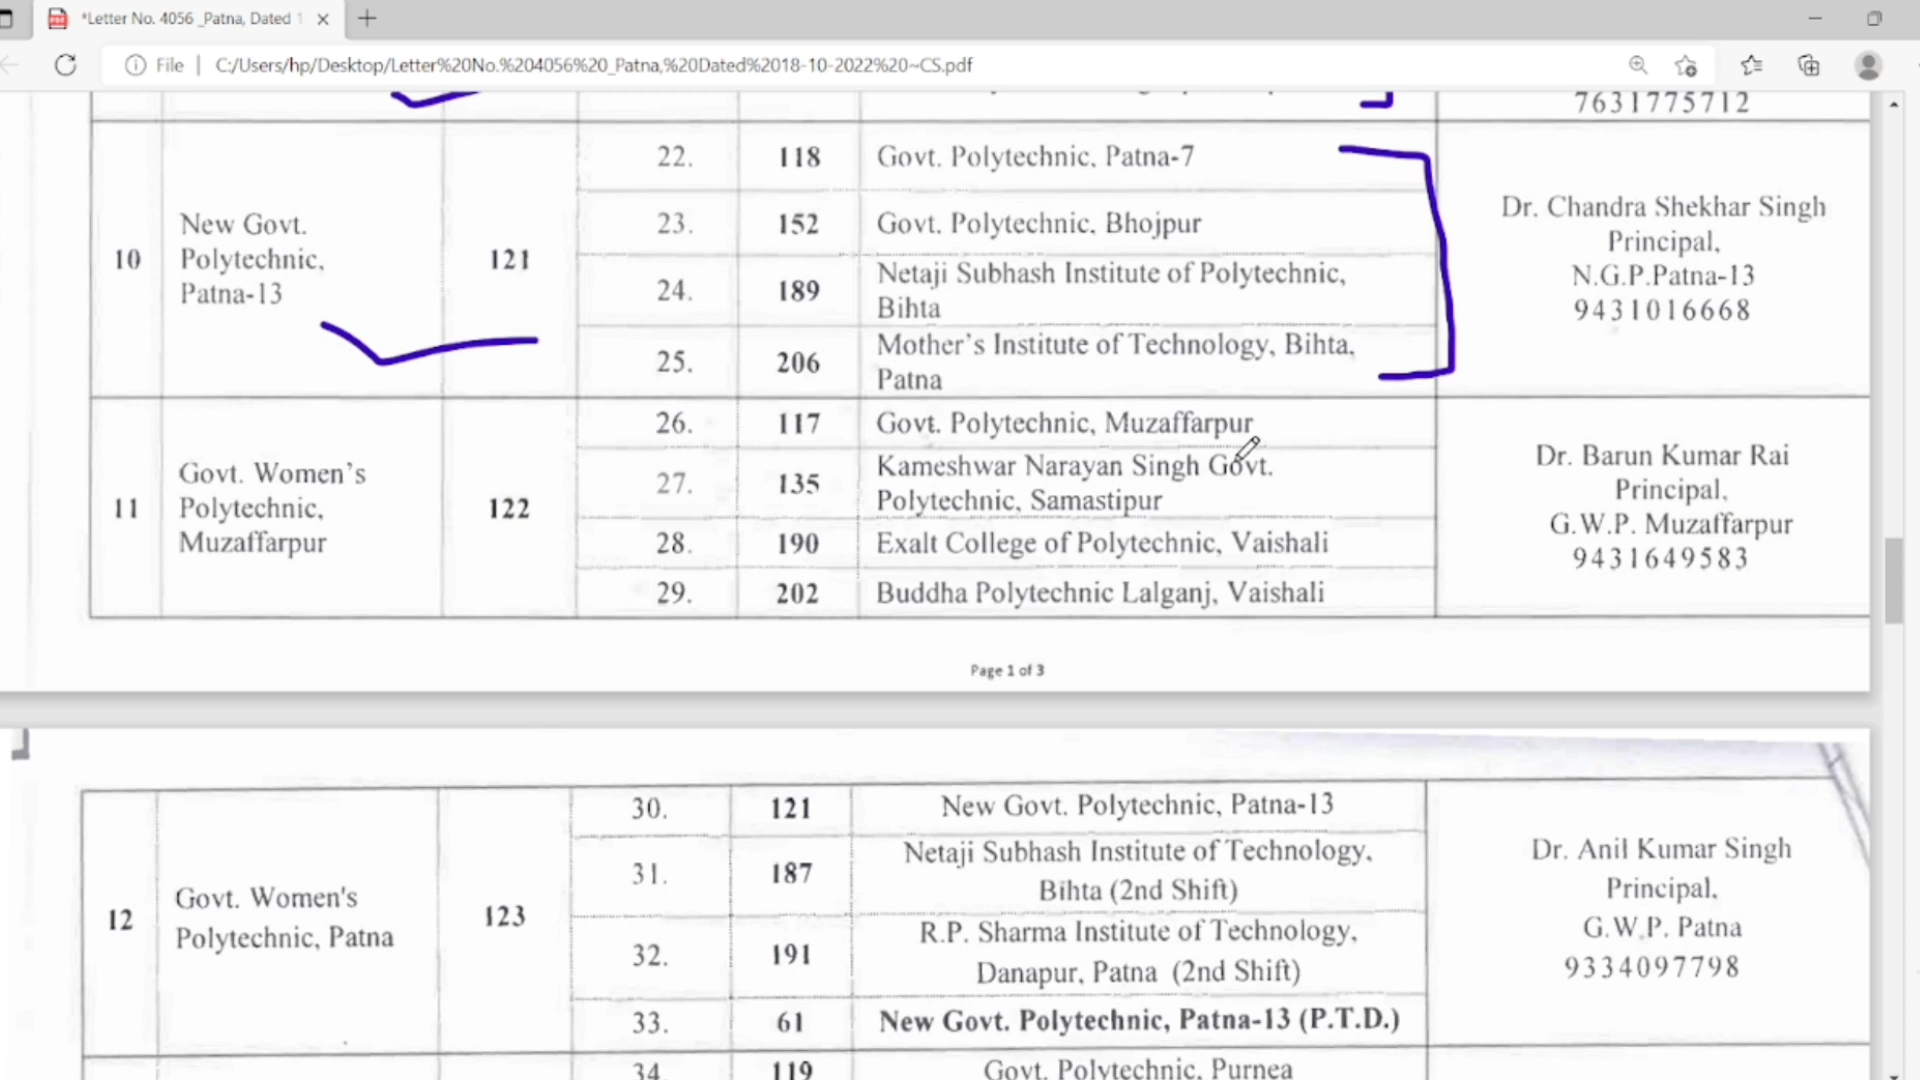 *Letter No. 4056 _Patna, Dated 1
File | C:/Users/hp/Desktop/Letter%20No.%204056%20_Patna,%20Dated%2018-10-2022%20~CS.pdf
7631775712
10
New Govt.
Polytechnic,
Patna-13
121
22. 118 Govt. Polytechnic, Patna-7
23. 152 Govt. Polytechnic, Bhojpur
24. 189 Netaji Subhash Institute of Polytechnic,
Bihta
25. 206 Mother's Institute of Technology, Bihta,
Patna
Dr. Chandra Shekhar Singh
Principal,
N.G.P.Patna-13
9431016668
11
Govt. Women's
Polytechnic,
Muzaffarpur
122
26. 117 Govt. Polytechnic, Muzaffarpur
27. 135 Kameshwar Narayan Singh Govt.
Polytechnic, Samastipur
28. 190 Exalt College of Polytechnic, Vaishali
29. 202 Buddha Polytechnic Lalganj, Vaishali
Dr. Barun Kumar Rai
Principal,
G.W.P. Muzaffarpur
9431649583
Page 1 of 3
12
Govt. Women's
Polytechnic, Patna
123
30. 121 New Govt. Polytechnic, Patna-13
31. 187 Netaji Subhash Institute of Technology,
Bihta (2nd Shift)
32. 191 R.P. Sharma Institute of Technology,
Danapur, Patna (2nd Shift)
33. 61 New Govt. Polytechnic, Patna-13 (P.T.D.)
Dr. Anil Kumar Singh
Principal,
G.W.P. Patna
9334097798
34. 119 Govt. Polytechnic, Purnea